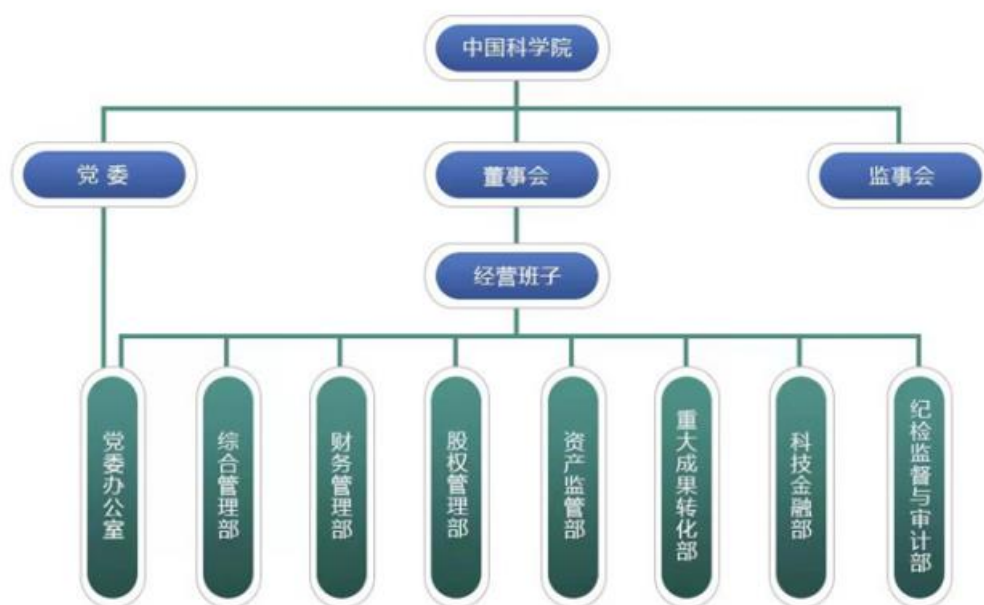 中国科学院
党委
董事会
监事会
经营班子
党委办公室
综合管理部
财务管理部
股权管理部
资产监管部
重大成果转化部
科技金融部
纪检监督与审计部